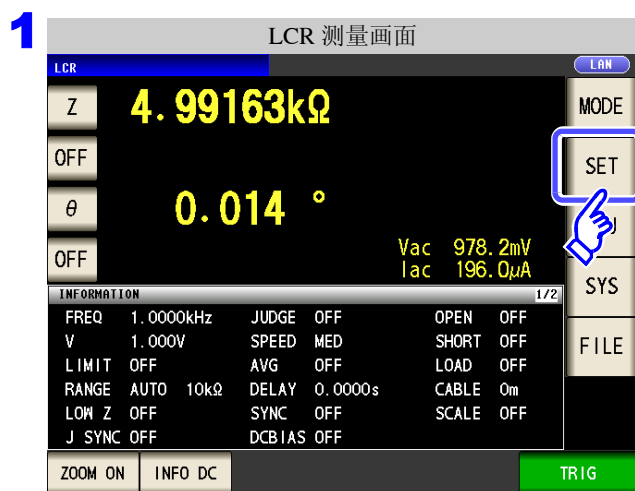 1
LCR 测量画面
LCR
LAN
Z 4.99163kΩ
MODE
OFF
SET
θ 0.014 °
OFF
Vac 978.2mV
Iac 196.0μA
SYS
INFORMATION 1/2
FREQ 1.0000kHz JUDGE OFF OPEN OFF
V 1.000V SPEED MED SHORT OFF
FILE
LIMIT OFF AVG OFF LOAD OFF
RANGE AUTO 10kΩ DELAY 0.0000s CABLE 0m
LOW Z OFF SYNC OFF SCALE OFF
J SYNC OFF DCBIAS OFF
ZOOM ON INFO DC TRIG